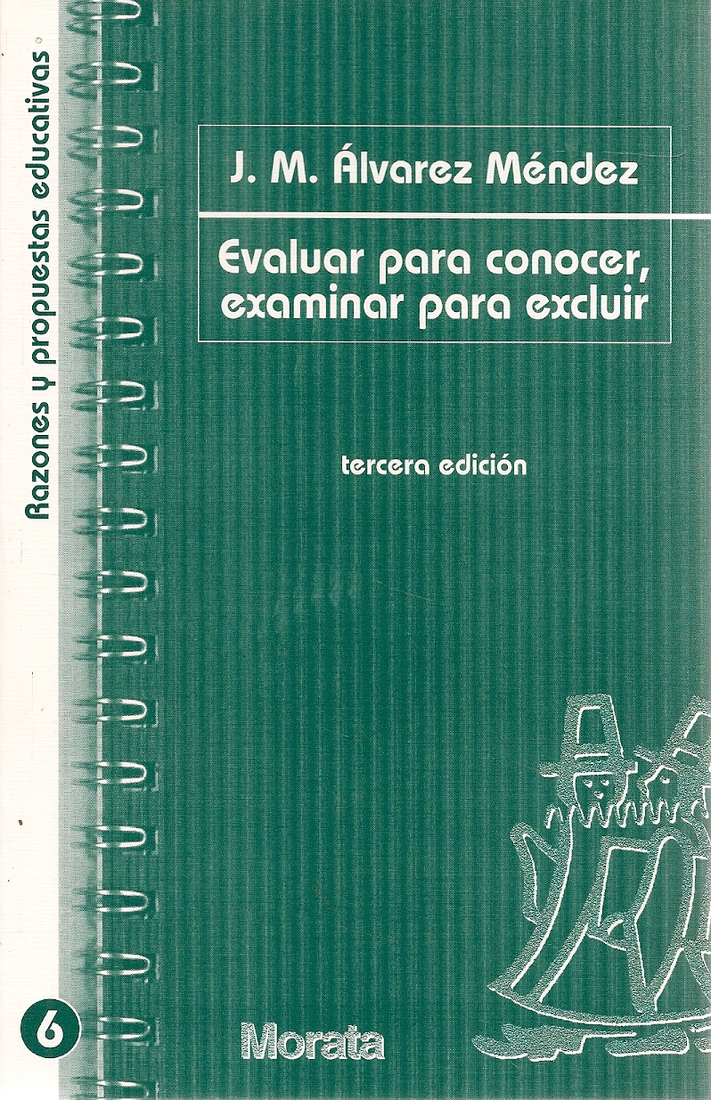 J. M. Álvarez Méndez
Evaluar para conocer,
examinar para excluir
tercera edición
Razones y propuestas educativas
6
Morata